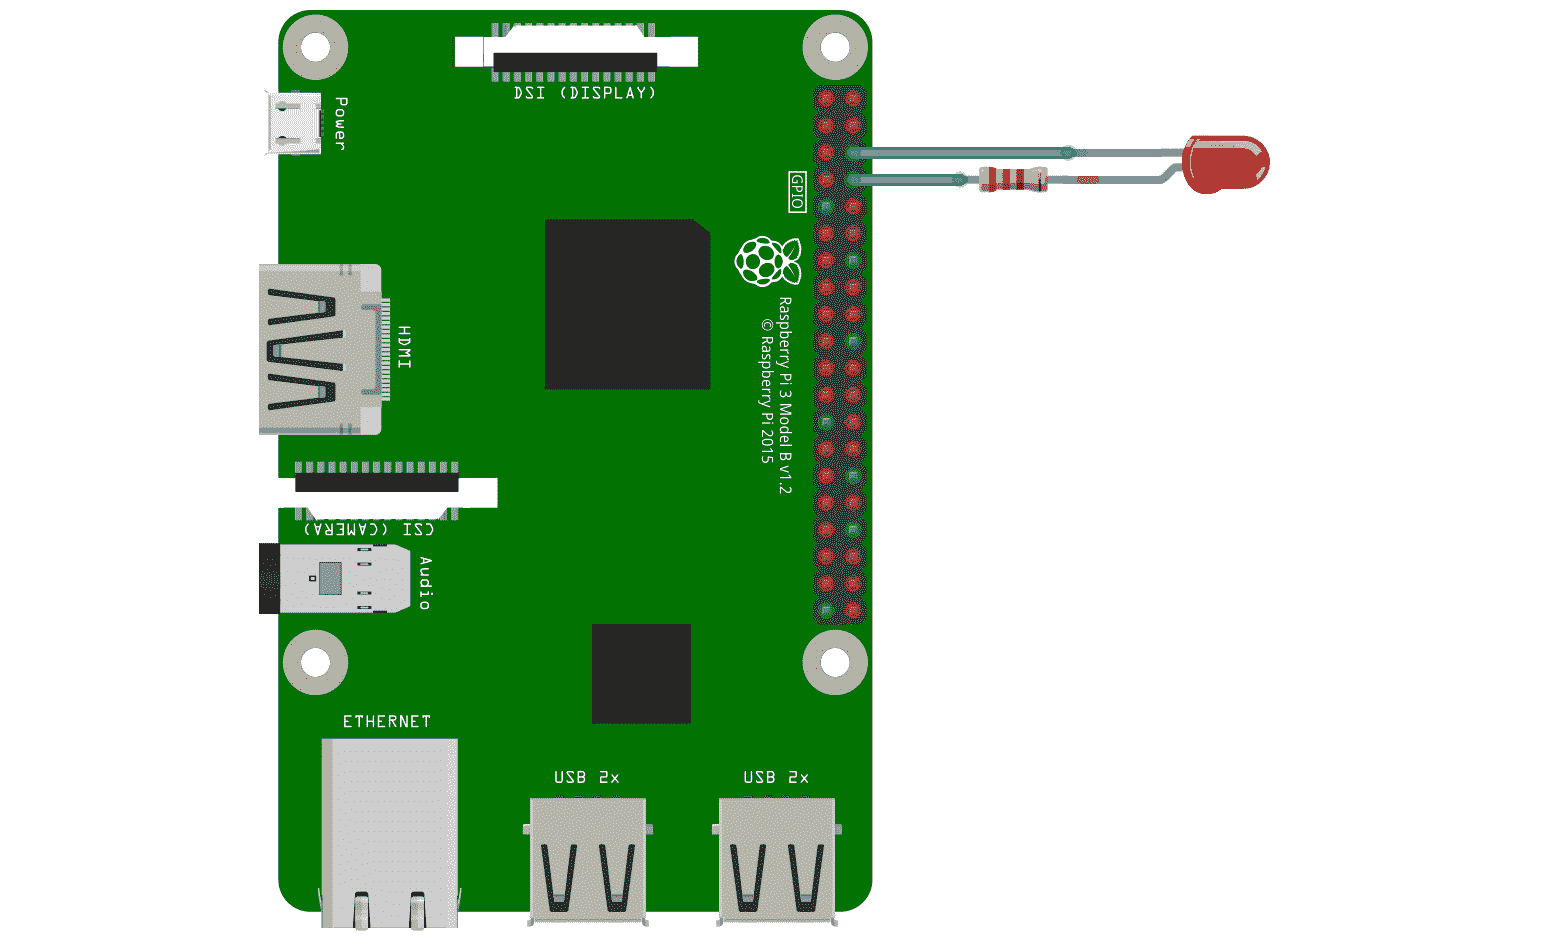 DSI (DISPLAY)
Power
GPIO
Raspberry Pi 3 Model B v1.2
© Raspberry Pi 2015
HDMI
CSI (CAMERA)
Audio
ETHERNET
USB 2x
USB 2x